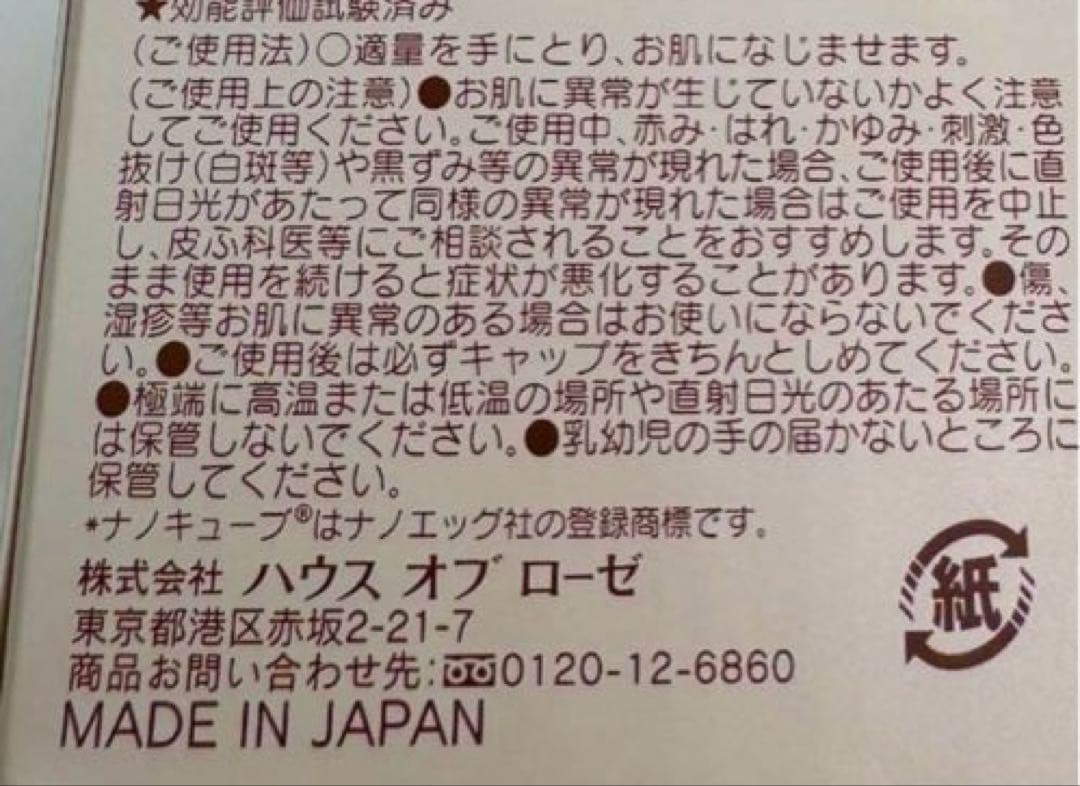 ★効能評価試験済み
(ご使用法)○適量を手にとり、お肌になじませます。
(ご使用上の注意)●お肌に異常が生じていないかよく注意
してご使用ください。ご使用中、赤み・はれ・かゆみ・刺激・色
抜け(白斑等)や黒ずみ等の異常が現れた場合、ご使用後に直
射日光があたって同様の異常が現れた場合はご使用を中止
し、皮ふ科医等にご相談されることをおすすめします。その
まま使用を続けると症状が悪化することがあります。●傷、
湿疹等お肌に異常のある場合はお使いにならないでくださ
い。●ご使用後は必ずキャップをきちんとしめてください。
●極端に高温または低温の場所や直射日光のあたる場所に
は保管しないでください。●乳幼児の手の届かないところに
保管してください。
*ナノキューブ®はナノエッグ社の登録商標です。
株式会社 ハウス オブ ローゼ
東京都港区赤坂2-21-7
商品お問い合わせ先:0120-12-6860
MADE IN JAPAN
紙